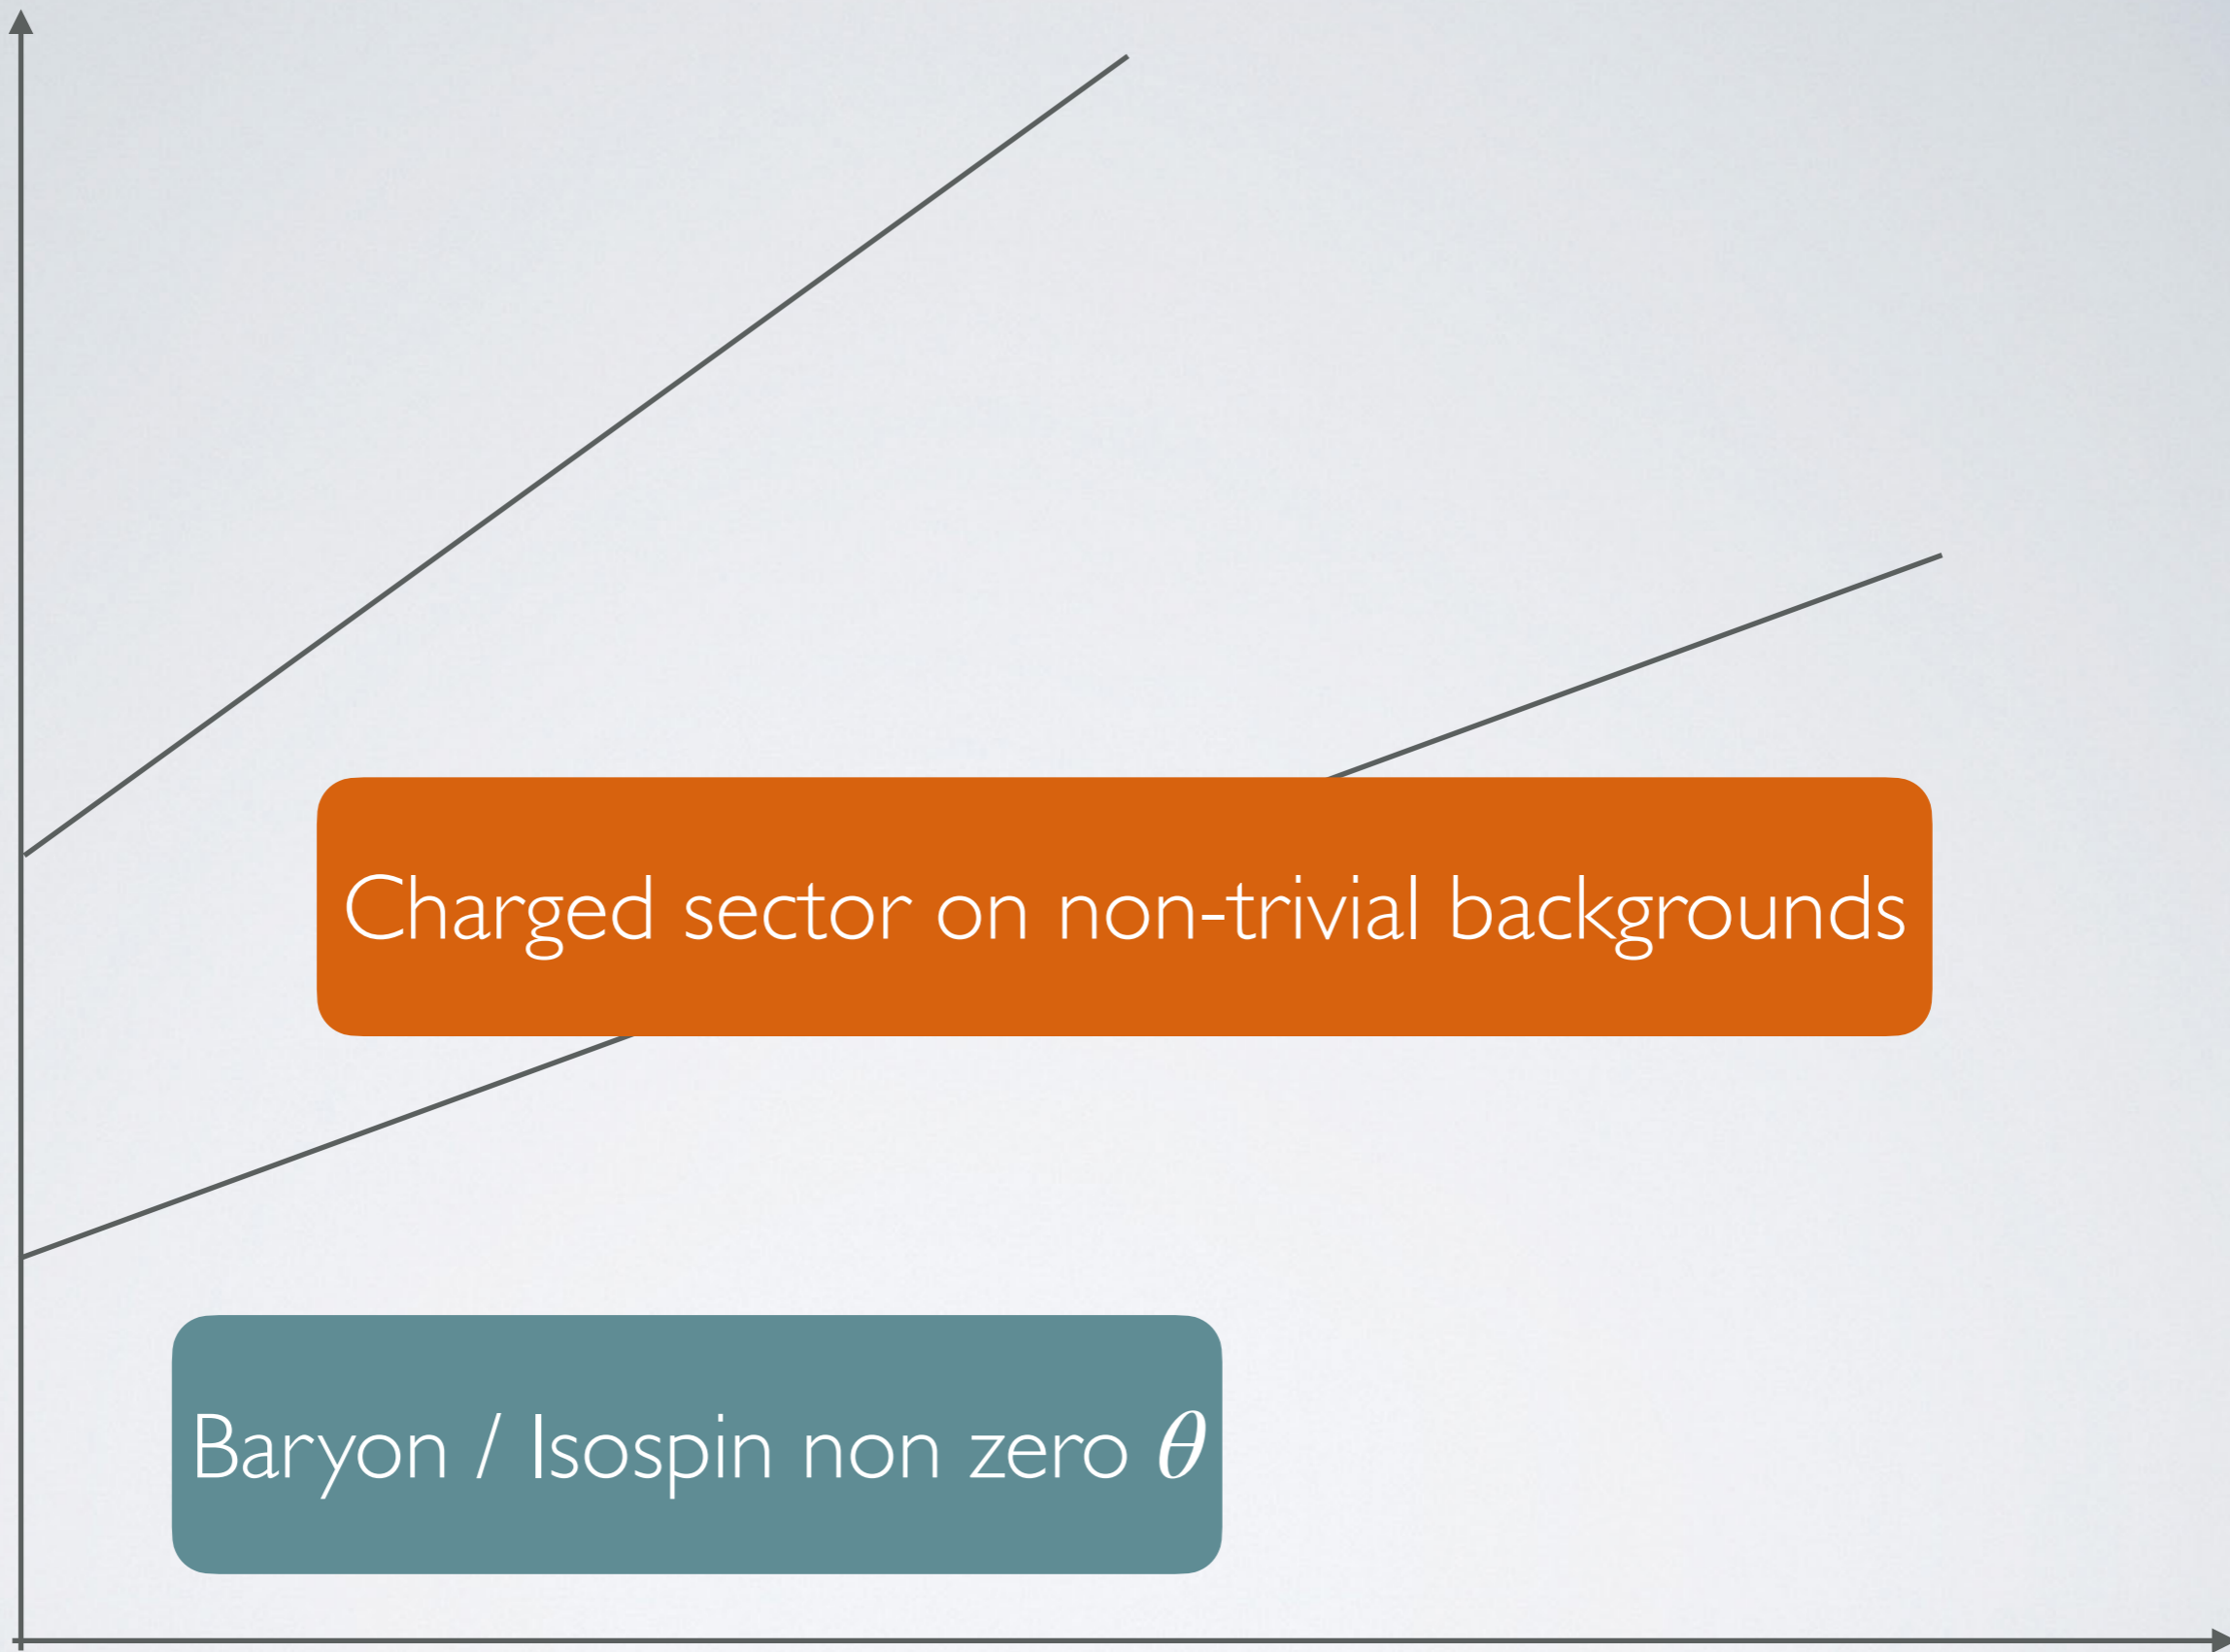 Charged sector on non-trivial backgrounds
Baryon / Isospin non zero θ